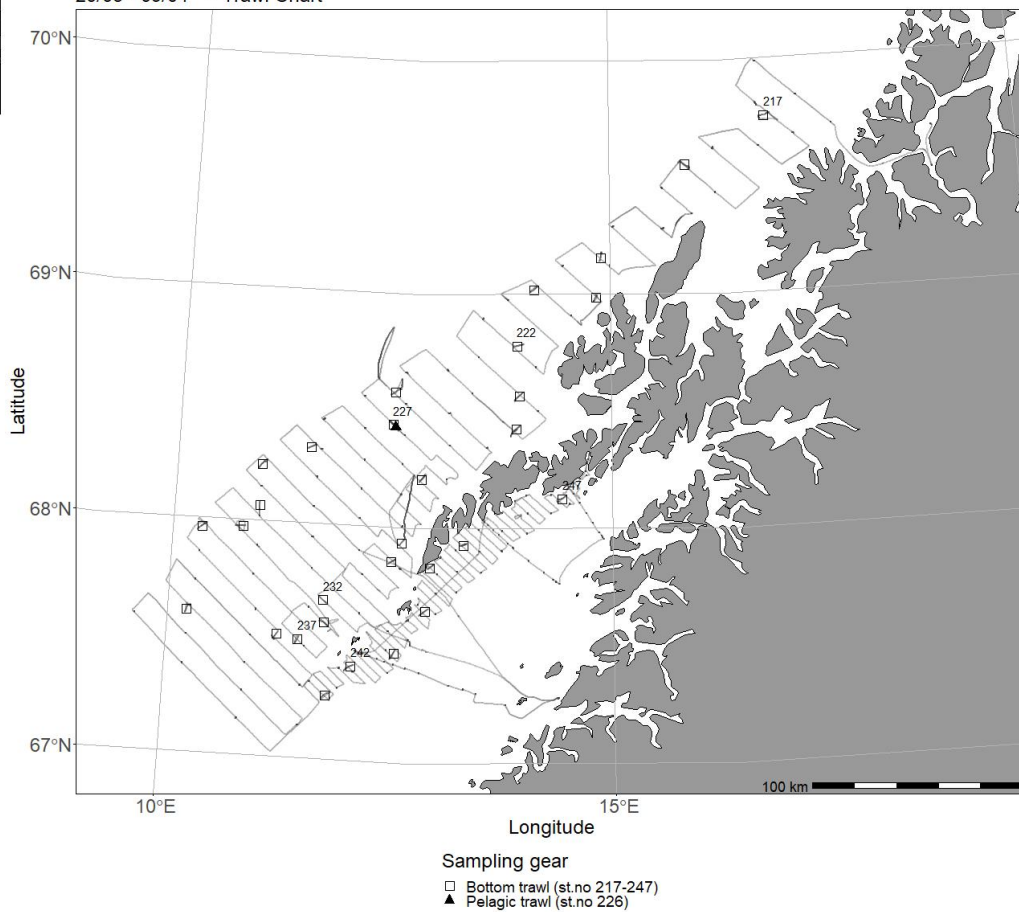 70°N
217
69°N
222
227
Latitude
68°N
247
232
237
242
67°N
100 km
10°E
15°E
Longitude
Sampling gear
Bottom trawl (st.no 217-247)
Pelagic trawl (st.no 226)